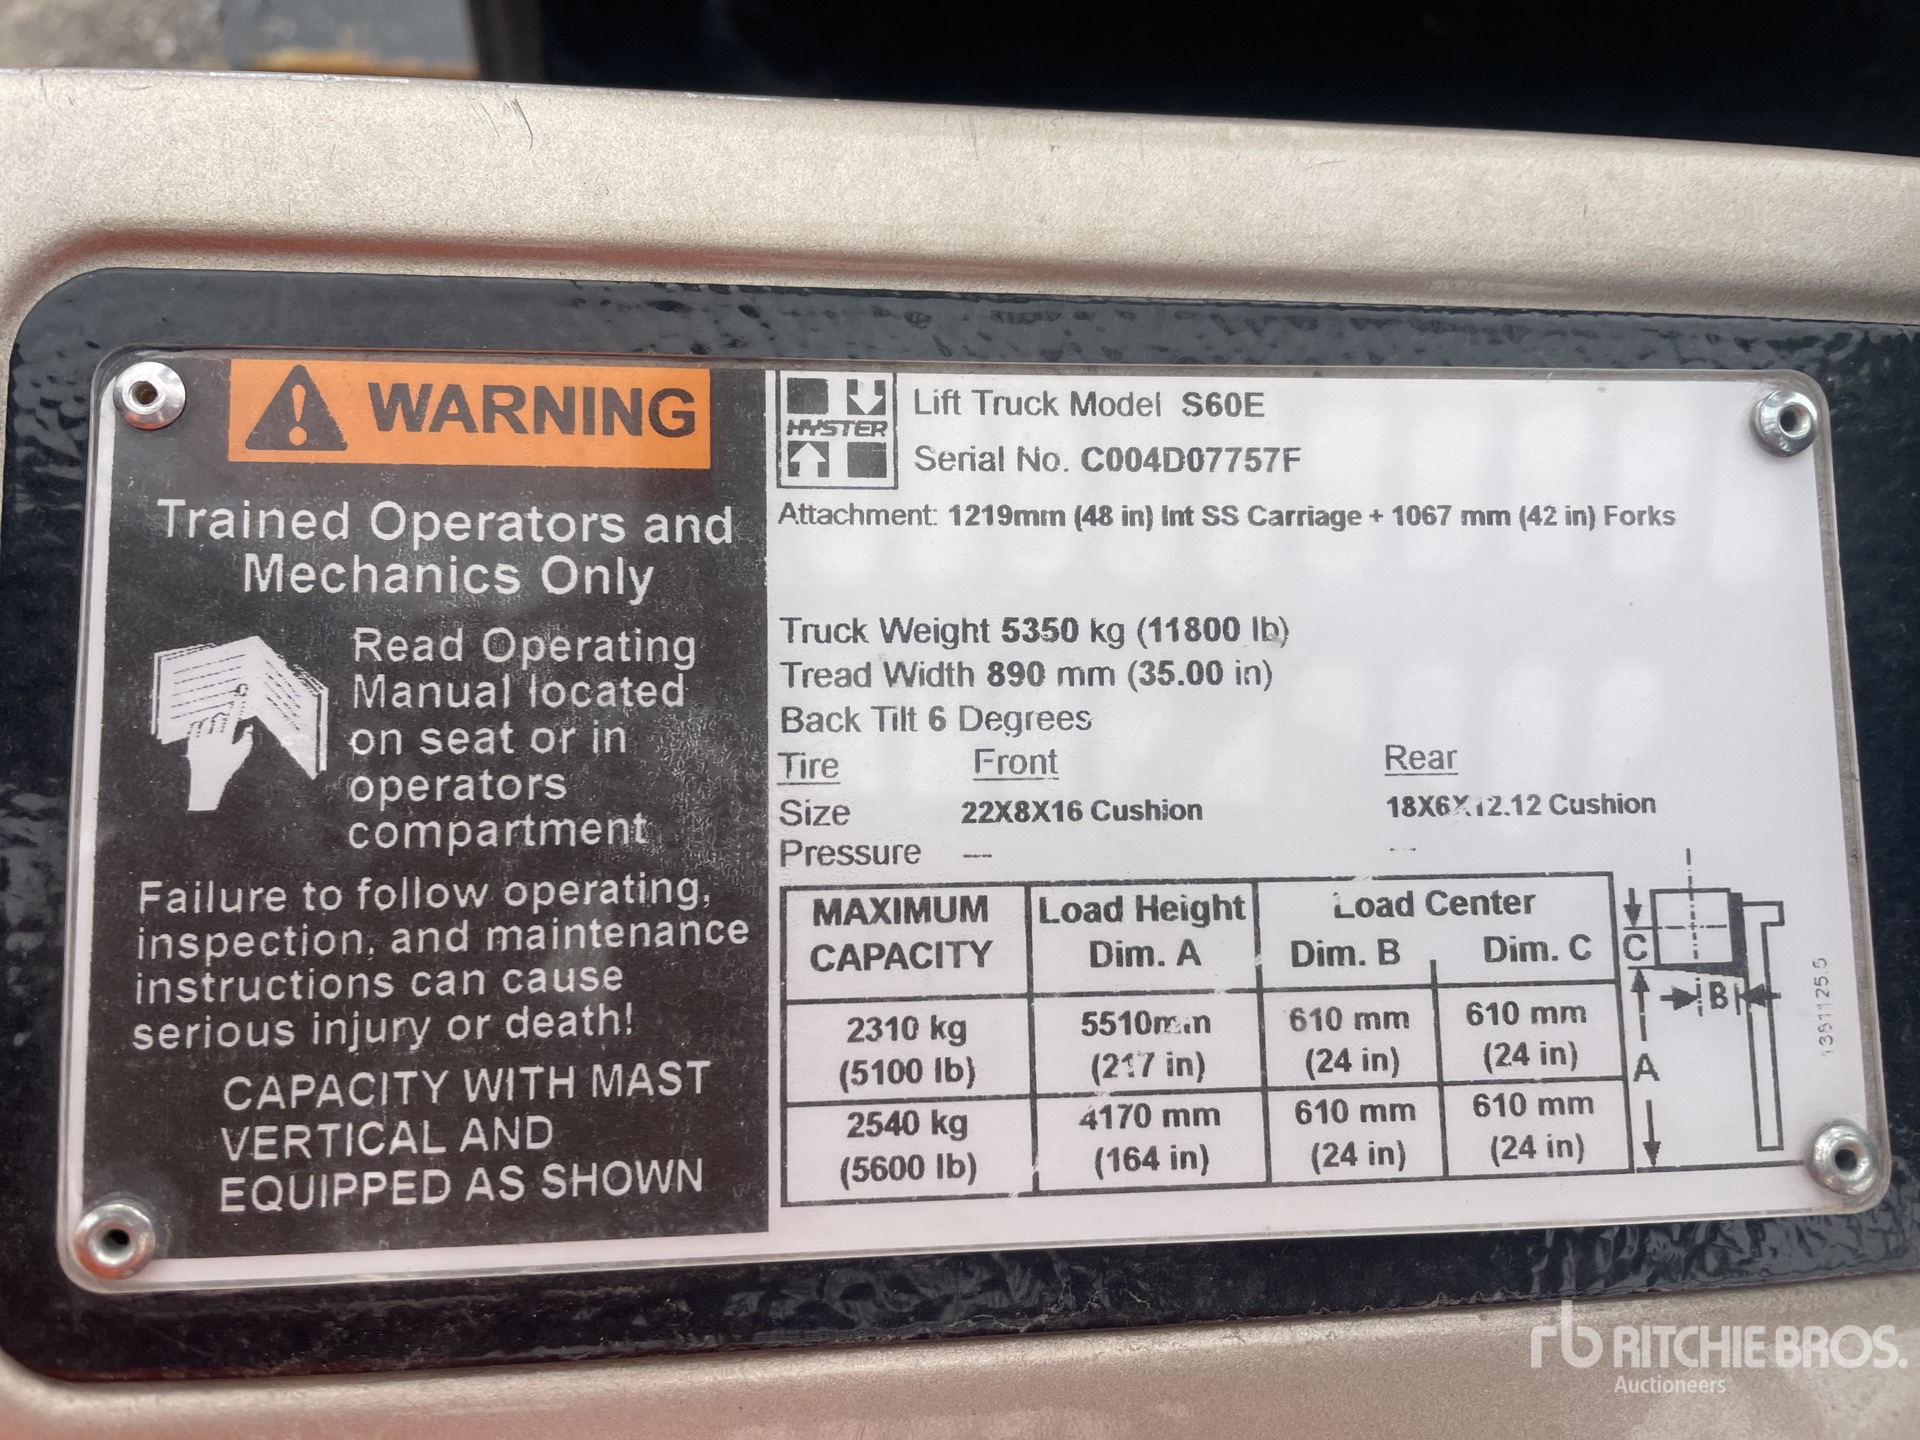 WARNING
Trained Operators and
Mechanics Only
Read Operating
Manual located
on seat or in
operators
compartment
Failure to follow operating,
inspection, and maintenance
instructions can cause
serious injury or death!
CAPACITY WITH MAST
VERTICAL AND
EQUIPPED AS SHOWN
HYSTER
Lift Truck Model S60E
Serial No. C004D07757F
Attachment: 1219mm (48 in) Int SS Carriage + 1067 mm (42 in) Forks
Truck Weight 5350 kg (11800 lb)
Tread Width 890 mm (35.00 in)
Back Tilt 6 Degrees
Tire Front Rear
Size 22X8X16 Cushion 18X6X12.12 Cushion
Pressure --- ---
MAXIMUM CAPACITY Load Height Dim. A Load Center Dim. B Dim. C
2310 kg 5510mm 610 mm 610 mm
(5100 lb) (217 in) (24 in) (24 in)
2540 kg 4170 mm 610 mm 610 mm
(5600 lb) (164 in) (24 in) (24 in)
C
B
A
1361125.5
rb RITCHIE BROS.
Auctioneers